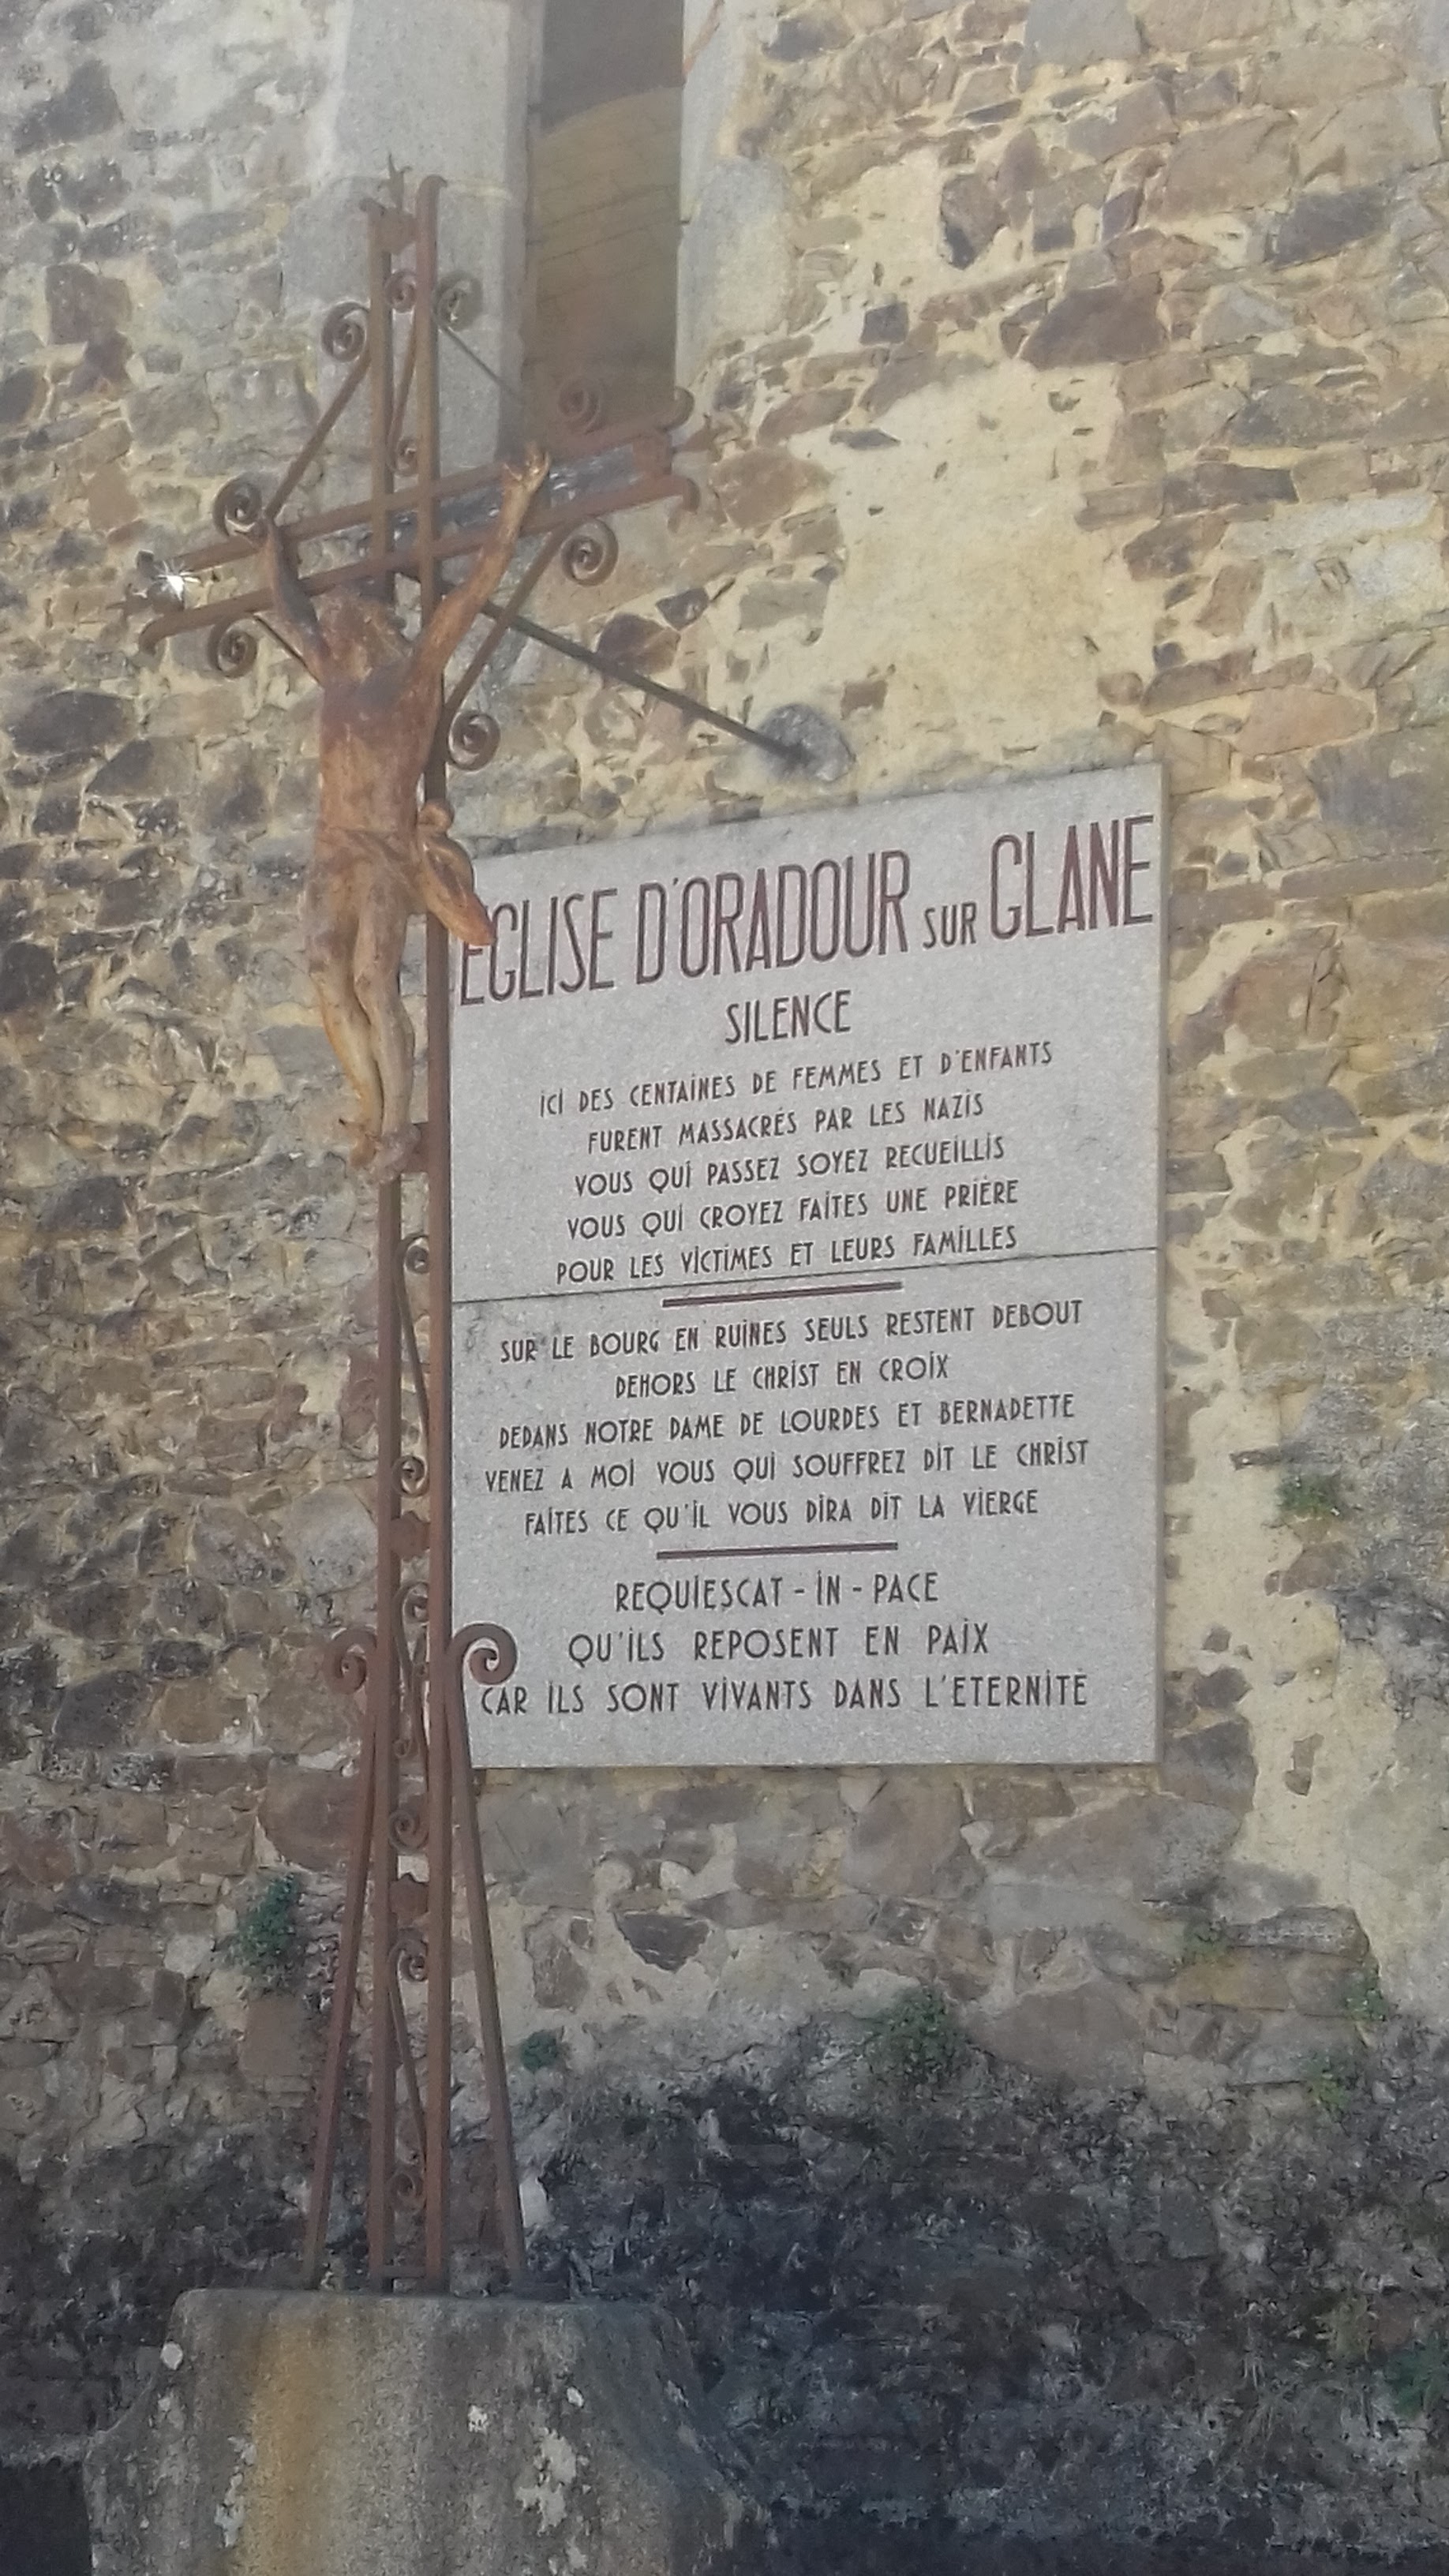 EGLISE D'ORADOUR SUR GLANE
SILENCE
ICI DES CENTAINES DE FEMMES ET D'ENFANTS
FURENT MASSACRÉS PAR LES NAZIS
VOUS QUI PASSEZ SOYEZ RECUEILLIS
VOUS QUI CROYEZ FAITES UNE PRIÈRE
POUR LES VICTIMES ET LEURS FAMILLES
SUR LE BOURG EN RUINES SEULS RESTENT DEBOUT
DEHORS LE CHRIST EN CROIX
DEDANS NOTRE DAME DE LOURDES ET BERNADETTE
VENEZ A MOI VOUS QUI SOUFFREZ DIT LE CHRIST
FAITES CE QU'IL VOUS DIRA DIT LA VIERGE
REQUIESCAT - IN - PACE
QU'ILS REPOSENT EN PAIX
CAR ILS SONT VIVANTS DANS L'ETERNITÉ